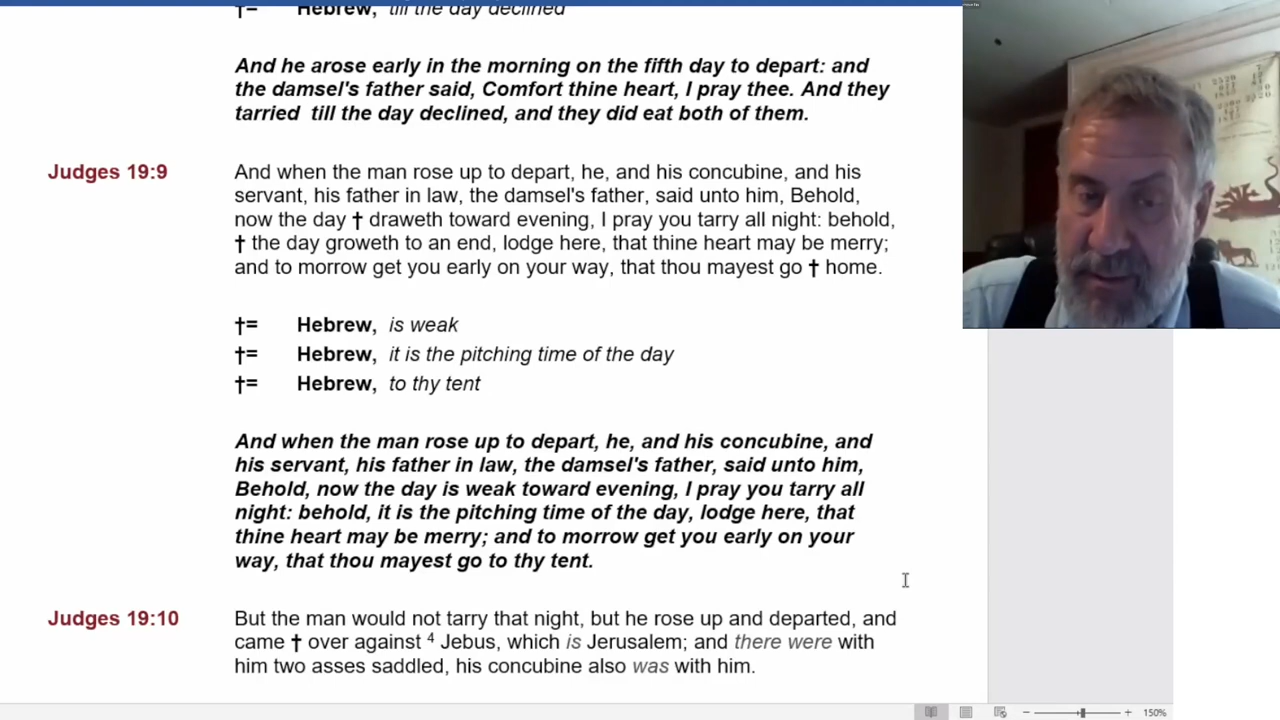 †= Hebrew, till the day declined
And he arose early in the morning on the fifth day to depart: and
the damsel's father said, Comfort thine heart, I pray thee. And they
tarried till the day declined, and they did eat both of them.
Judges 19:9 And when the man rose up to depart, he, and his concubine, and his
servant, his father in law, the damsel's father, said unto him, Behold,
now the day † draweth toward evening, I pray you tarry all night: behold,
† the day groweth to an end, lodge here, that thine heart may be merry;
and to morrow get you early on your way, that thou mayest go † home.
†= Hebrew, is weak
†= Hebrew, it is the pitching time of the day
†= Hebrew, to thy tent
And when the man rose up to depart, he, and his concubine, and
his servant, his father in law, the damsel's father, said unto him,
Behold, now the day is weak toward evening, I pray you tarry all
night: behold, it is the pitching time of the day, lodge here, that
thine heart may be merry; and to morrow get you early on your
way, that thou mayest go to thy tent.
Judges 19:10 But the man would not tarry that night, but he rose up and departed, and
came † over against ⁴ Jebus, which is Jerusalem; and there were with
him two asses saddled, his concubine also was with him.
150%